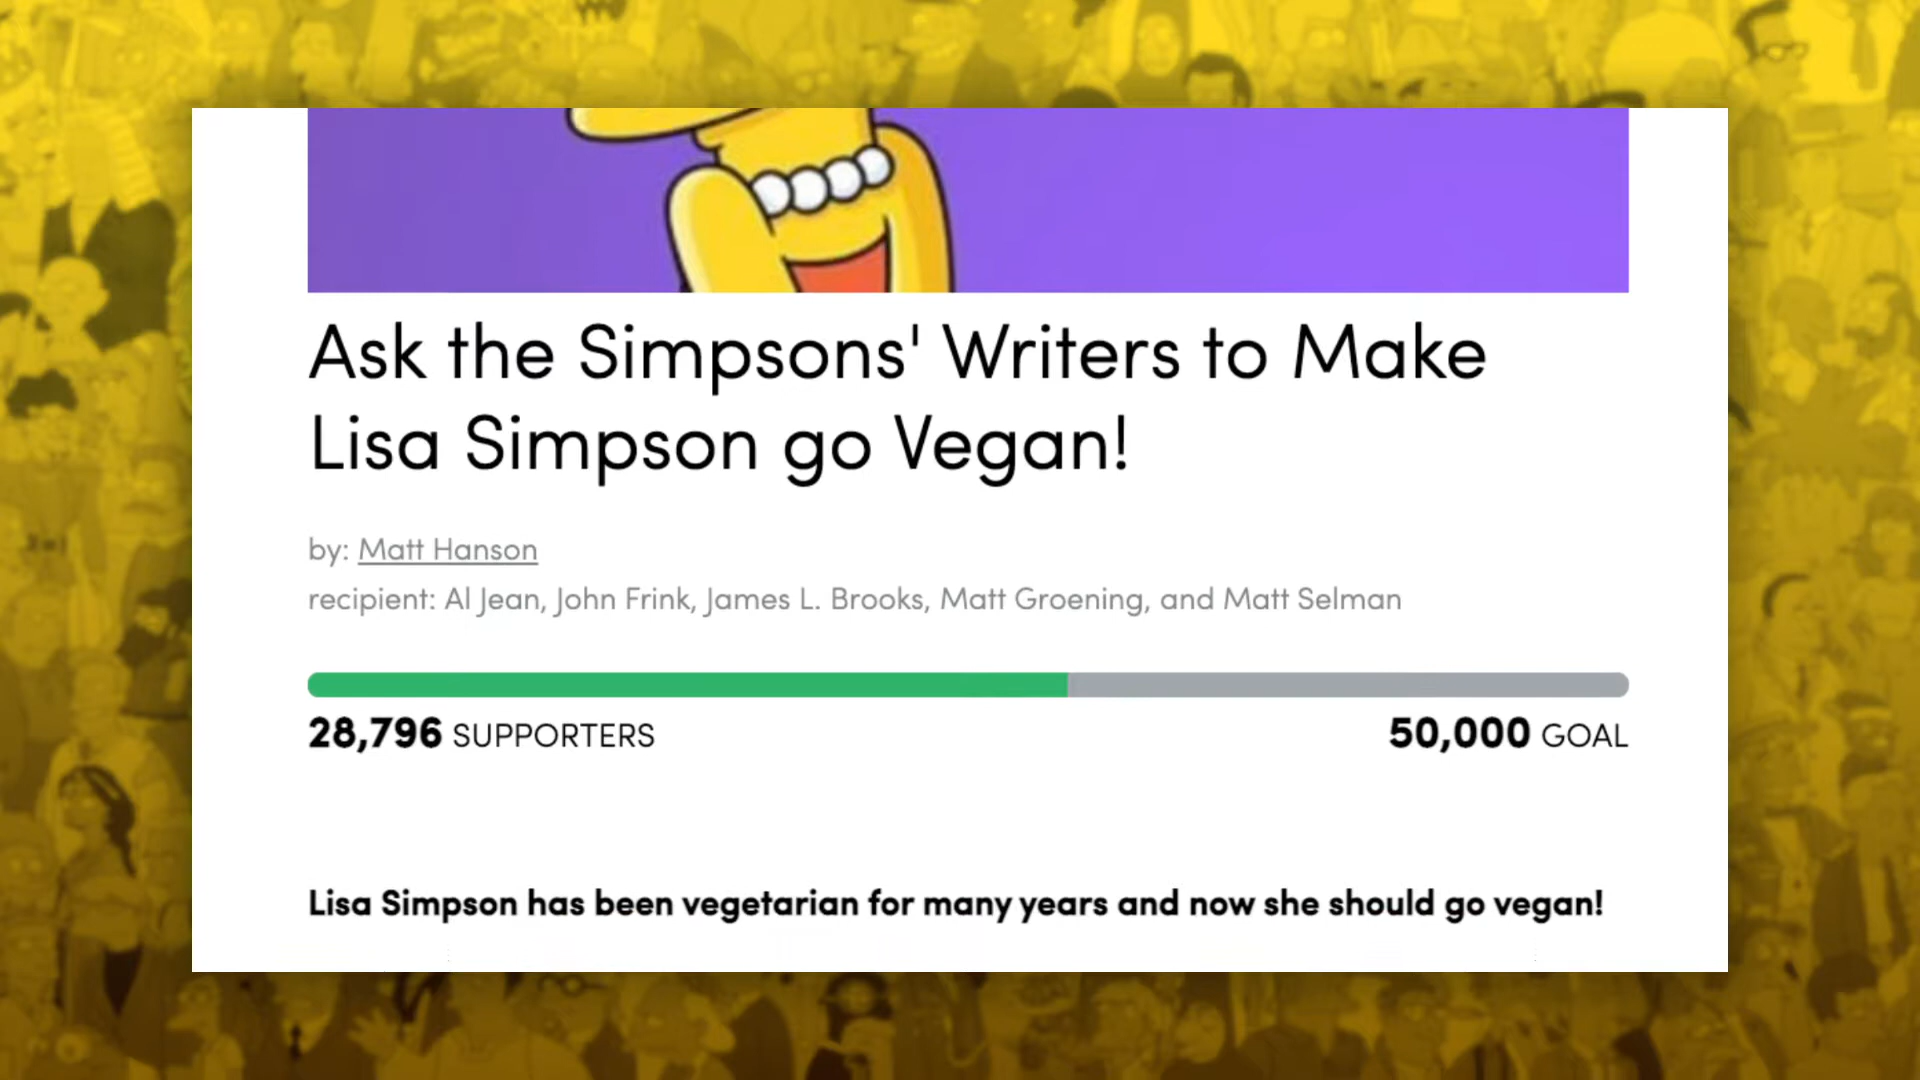 Ask the Simpsons' Writers to Make
Lisa Simpson go Vegan!
by: Matt Hanson
recipient: Al Jean, John Frink, James L. Brooks, Matt Groening, and Matt Selman
28,796 SUPPORTERS
50,000 GOAL
Lisa Simpson has been vegetarian for many years and now she should go vegan!